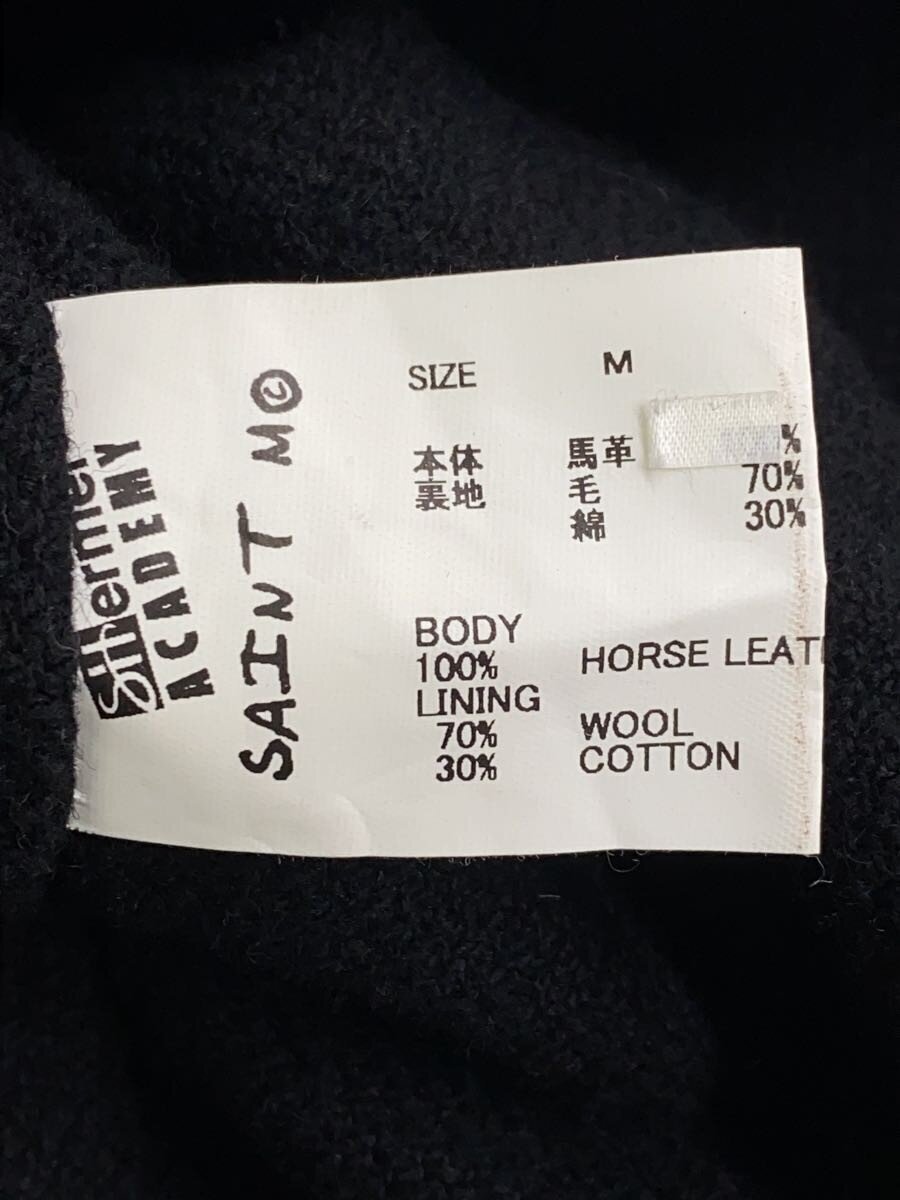 SIZE M
本体 馬革 %
裏地 毛 70%
綿 30%
BODY
100% HORSE LEAT
LINING
70% WOOL
30% COTTON
SAINT M©
ACADEMY